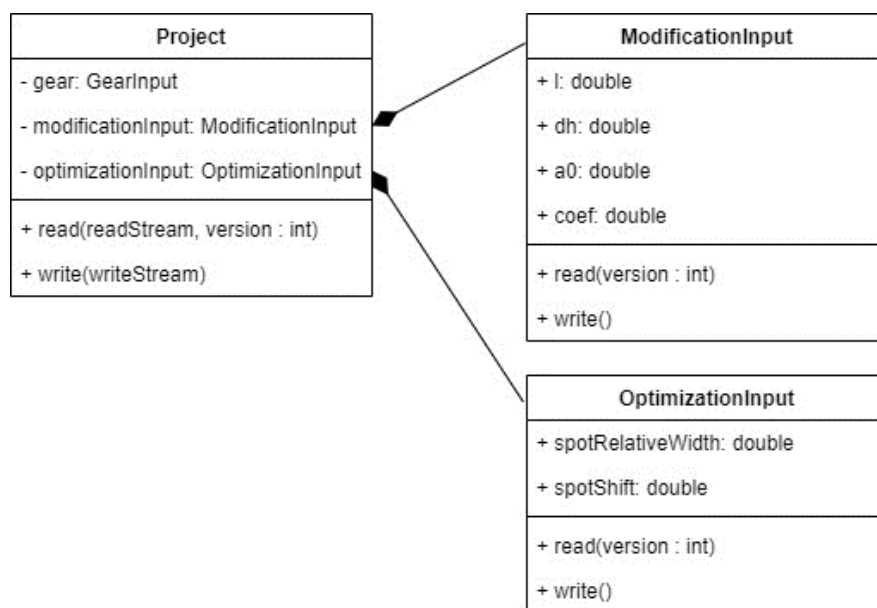 Project
- gear: GearInput
- modificationInput: ModificationInput
- optimizationInput: OptimizationInput
+ read(readStream, version : int)
+ write(writeStream)
ModificationInput
+ l: double
+ dh: double
+ a0: double
+ coef: double
+ read(version : int)
+ write()
OptimizationInput
+ spotRelativeWidth: double
+ spotShift: double
+ read(version : int)
+ write()